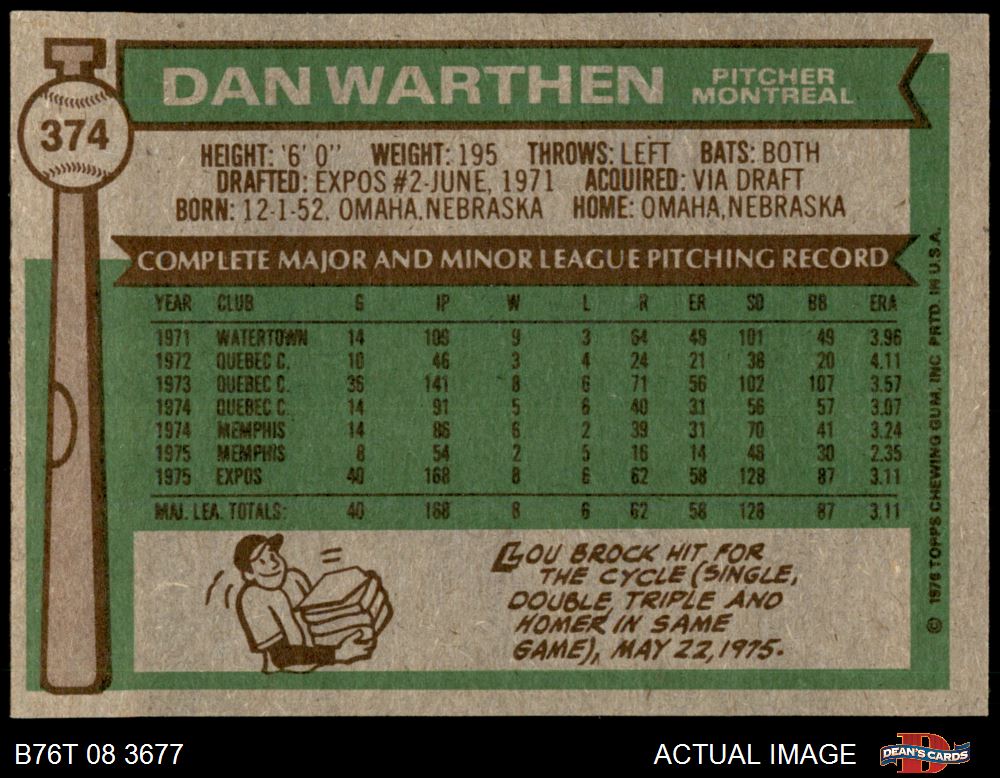 374
DAN WARTHEN
PITCHER
MONTREAL
HEIGHT: '6' 0" WEIGHT: 195 THROWS: LEFT BATS: BOTH
DRAFTED: EXPOS #2-JUNE, 1971 ACQUIRED: VIA DRAFT
BORN: 12-1-52, OMAHA, NEBRASKA HOME: OMAHA, NEBRASKA
COMPLETE MAJOR AND MINOR LEAGUE PITCHING RECORD
YEAR CLUB G IP W L R ER SO BB ERA
1971 WATERTOWN 14 109 9 3 64 48 101 49 3.96
1972 QUEBEC C. 10 46 3 4 24 21 38 20 4.11
1973 QUEBEC C. 36 141 8 6 71 56 102 107 3.57
1974 QUEBEC C. 14 91 5 6 40 31 56 57 3.07
1974 MEMPHIS 14 86 6 2 39 31 70 41 3.24
1975 MEMPHIS 8 54 2 5 16 14 48 30 2.35
1975 EXPOS 40 168 8 6 62 58 128 87 3.11
MAJ. LEA. TOTALS: 40 168 8 6 62 58 128 87 3.11
LOU BROCK HIT FOR
THE CYCLE (SINGLE,
DOUBLE, TRIPLE AND
HOMER IN SAME
GAME), MAY 22, 1975.
© 1976 TOPPS CHEWING GUM, INC. PRTD. IN U.S.A.
B76T 08 3677
ACTUAL IMAGE
DEAN'S CARDS